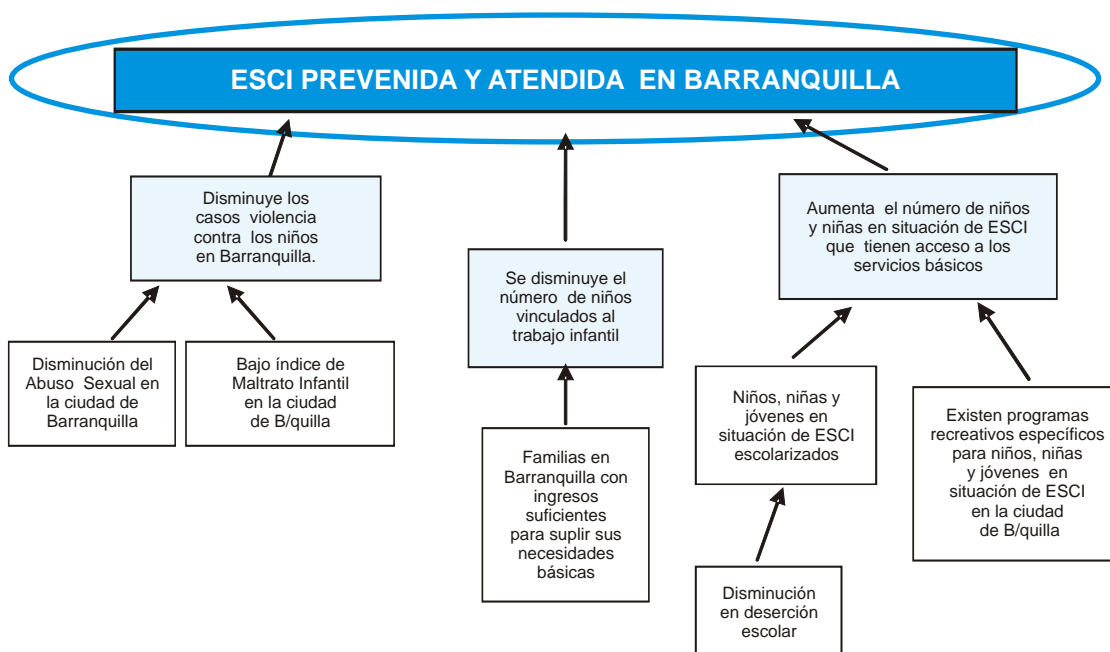 ESCI PREVENIDA Y ATENDIDA EN BARRANQUILLA
Disminuye los
casos violencia
contra los niños
en Barranquilla.
Se disminuye el
número de niños
vinculados al
trabajo infantil
Aumenta el número de niños
y niñas en situación de ESCI
que tienen acceso a los
servicios básicos
Disminución del
Abuso Sexual en
la ciudad de
Barranquilla
Bajo índice de
Maltrato Infantil
en la ciudad
de B/quilla
Familias en
Barranquilla con
ingresos
suficientes
para suplir sus
necesidades
básicas
Niños, niñas y
jóvenes en
situación de ESCI
escolarizados
Existen programas
recreativos específicos
para niños, niñas
y jóvenes en
situación de ESCI
en la ciudad
de B/quilla
Disminución
en deserción
escolar